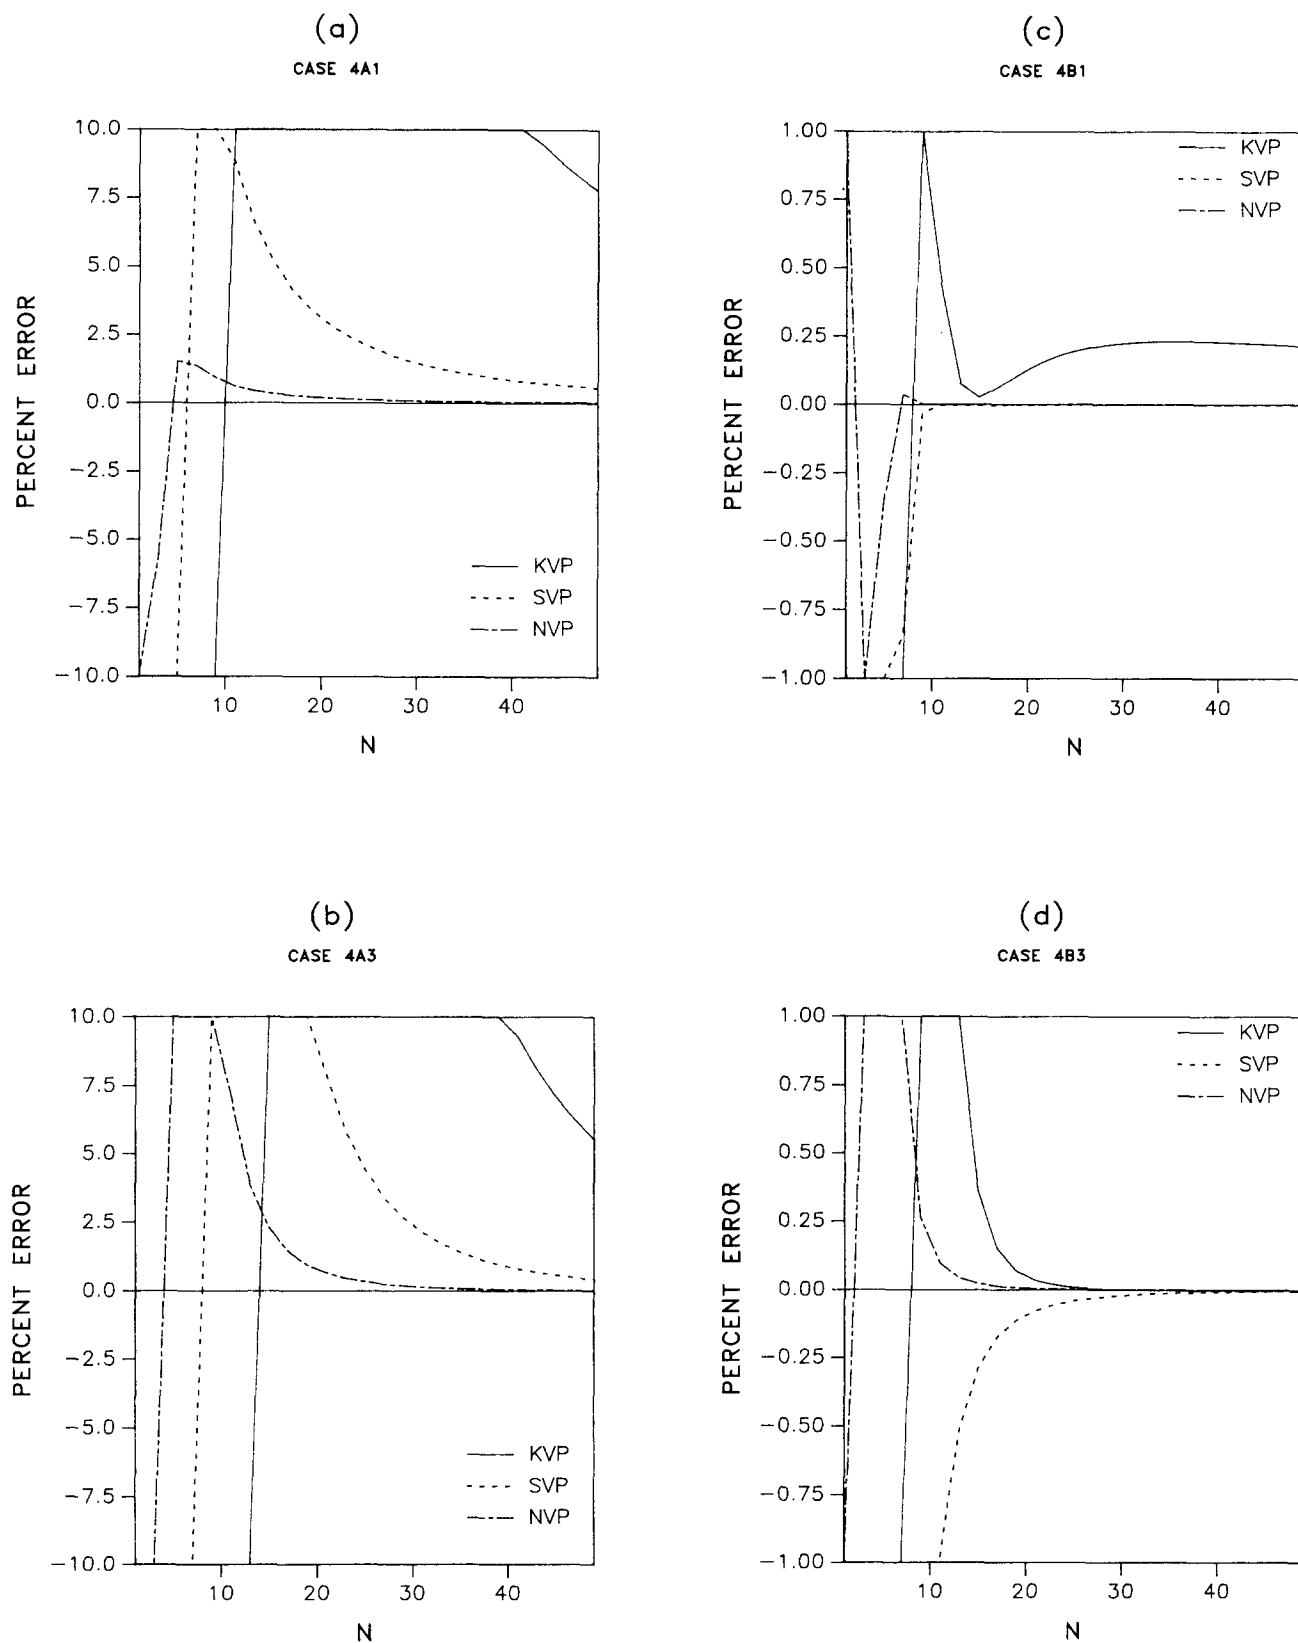 (a)
CASE 4A1
PERCENT ERROR
10.0
7.5
5.0
2.5
0.0
−2.5
−5.0
−7.5
−10.0
KVP
SVP
NVP
10 20 30 40
N
(c)
CASE 4B1
PERCENT ERROR
1.00
0.75
0.50
0.25
0.00
−0.25
−0.50
−0.75
−1.00
KVP
SVP
NVP
10 20 30 40
N
(b)
CASE 4A3
PERCENT ERROR
10.0
7.5
5.0
2.5
0.0
−2.5
−5.0
−7.5
−10.0
KVP
SVP
NVP
10 20 30 40
N
(d)
CASE 4B3
PERCENT ERROR
1.00
0.75
0.50
0.25
0.00
−0.25
−0.50
−0.75
−1.00
KVP
SVP
NVP
10 20 30 40
N